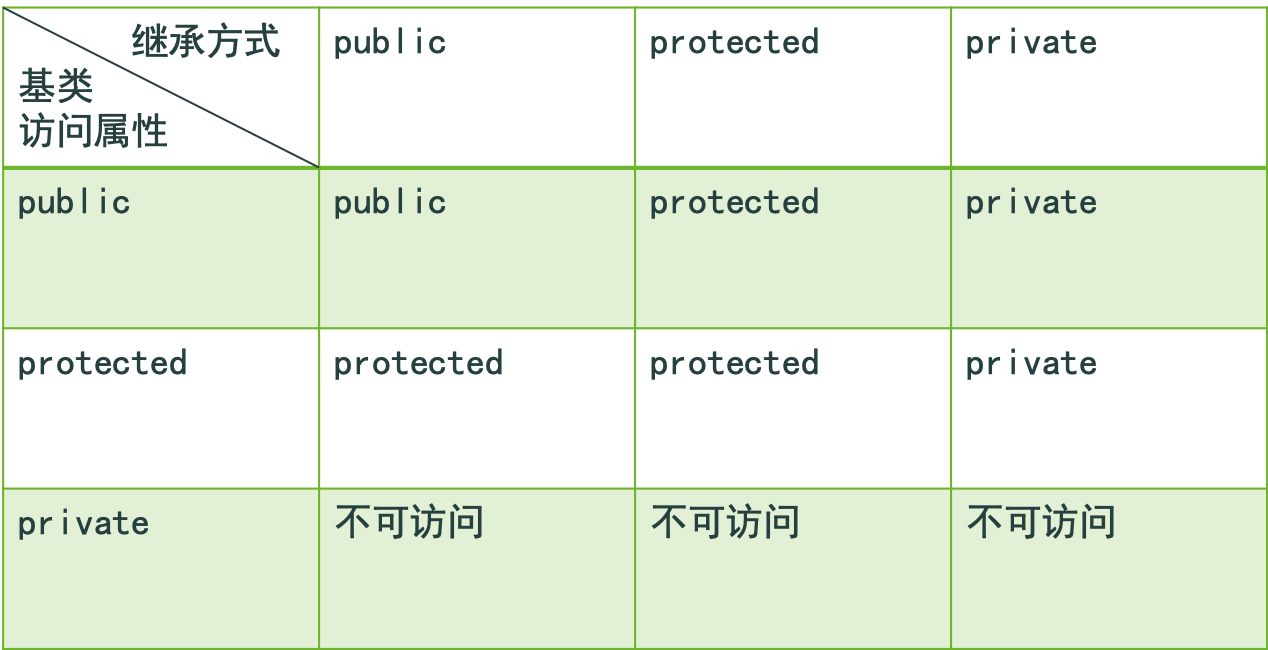 继承方式
基类
访问属性
public protected private
public public protected private
protected protected protected private
private 不可访问 不可访问 不可访问